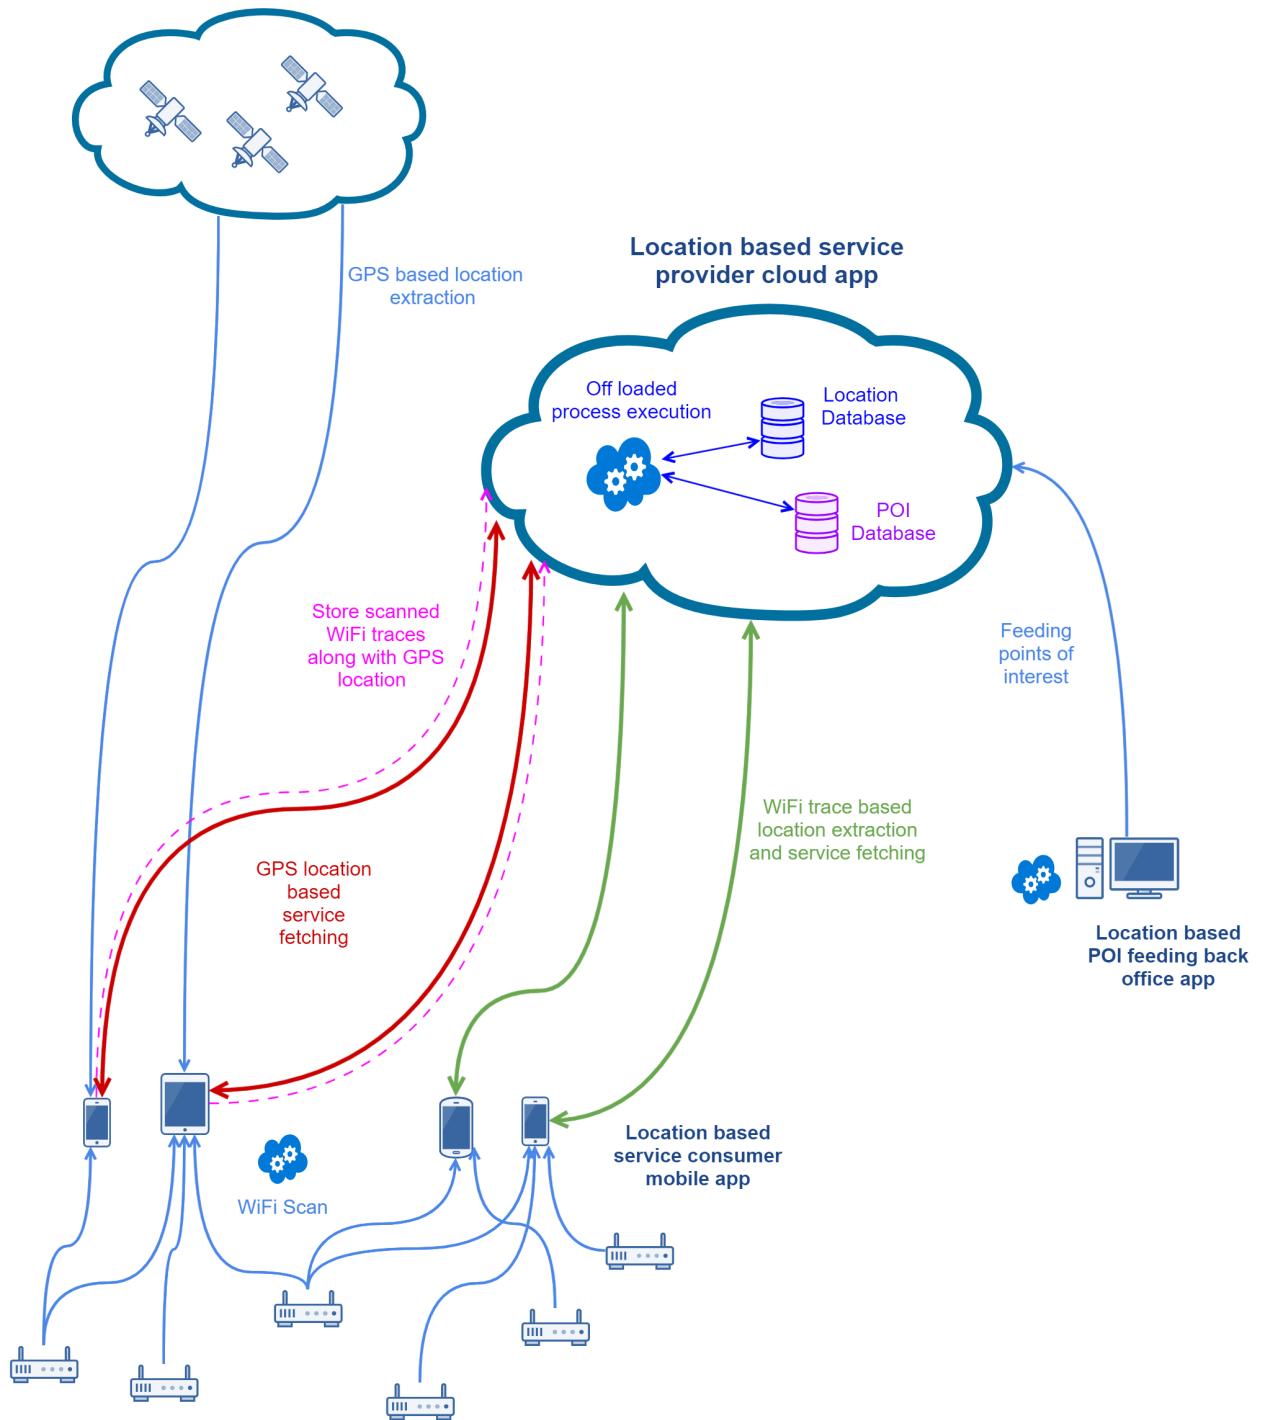 Location based service
provider cloud app
GPS based location
extraction
Off loaded
process execution
Location
Database
POI
Database
Store scanned
WiFi traces
along with GPS
location
Feeding
points of
interest
WiFi trace based
location extraction
and service fetching
GPS location
based
service
fetching
Location based
POI feeding back
office app
Location based
service consumer
mobile app
WiFi Scan